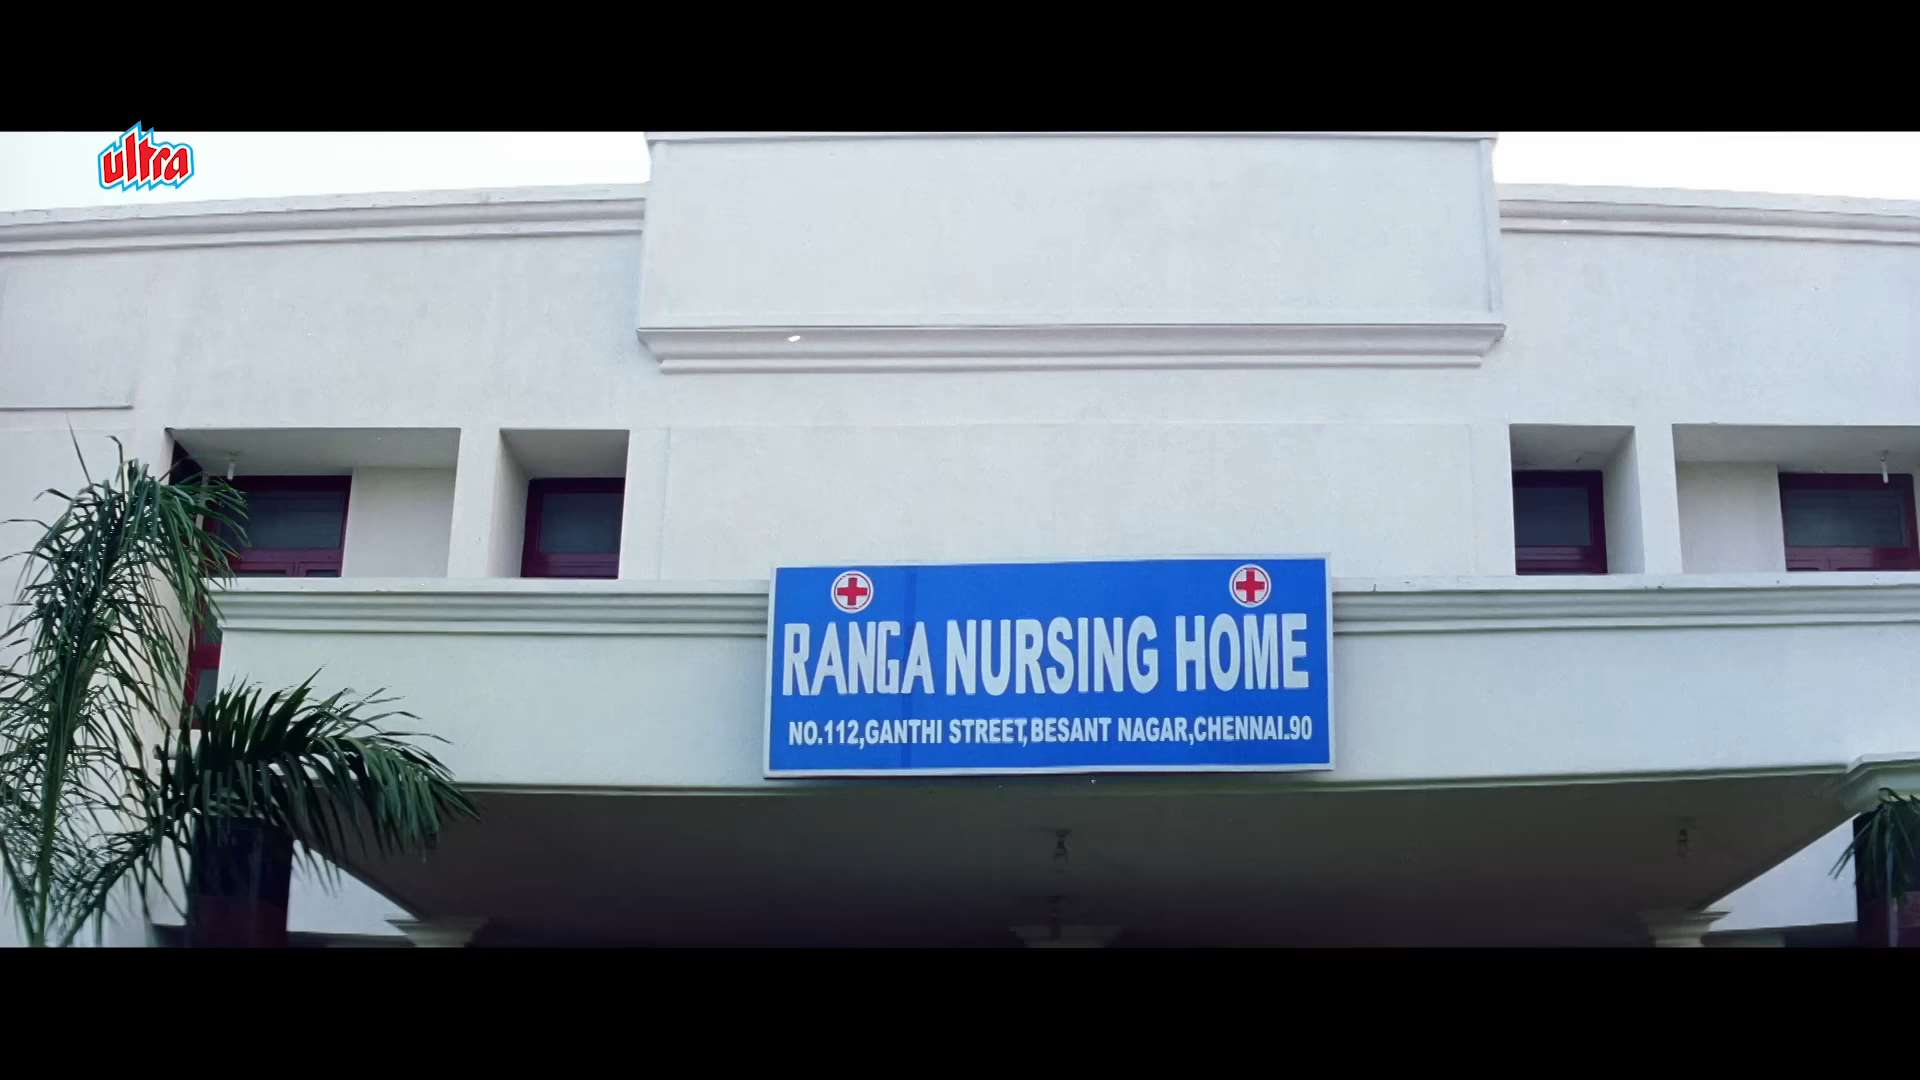 ultra
RANGA NURSING HOME
NO.112,GANTHI STREET,BESANT NAGAR,CHENNAI.90